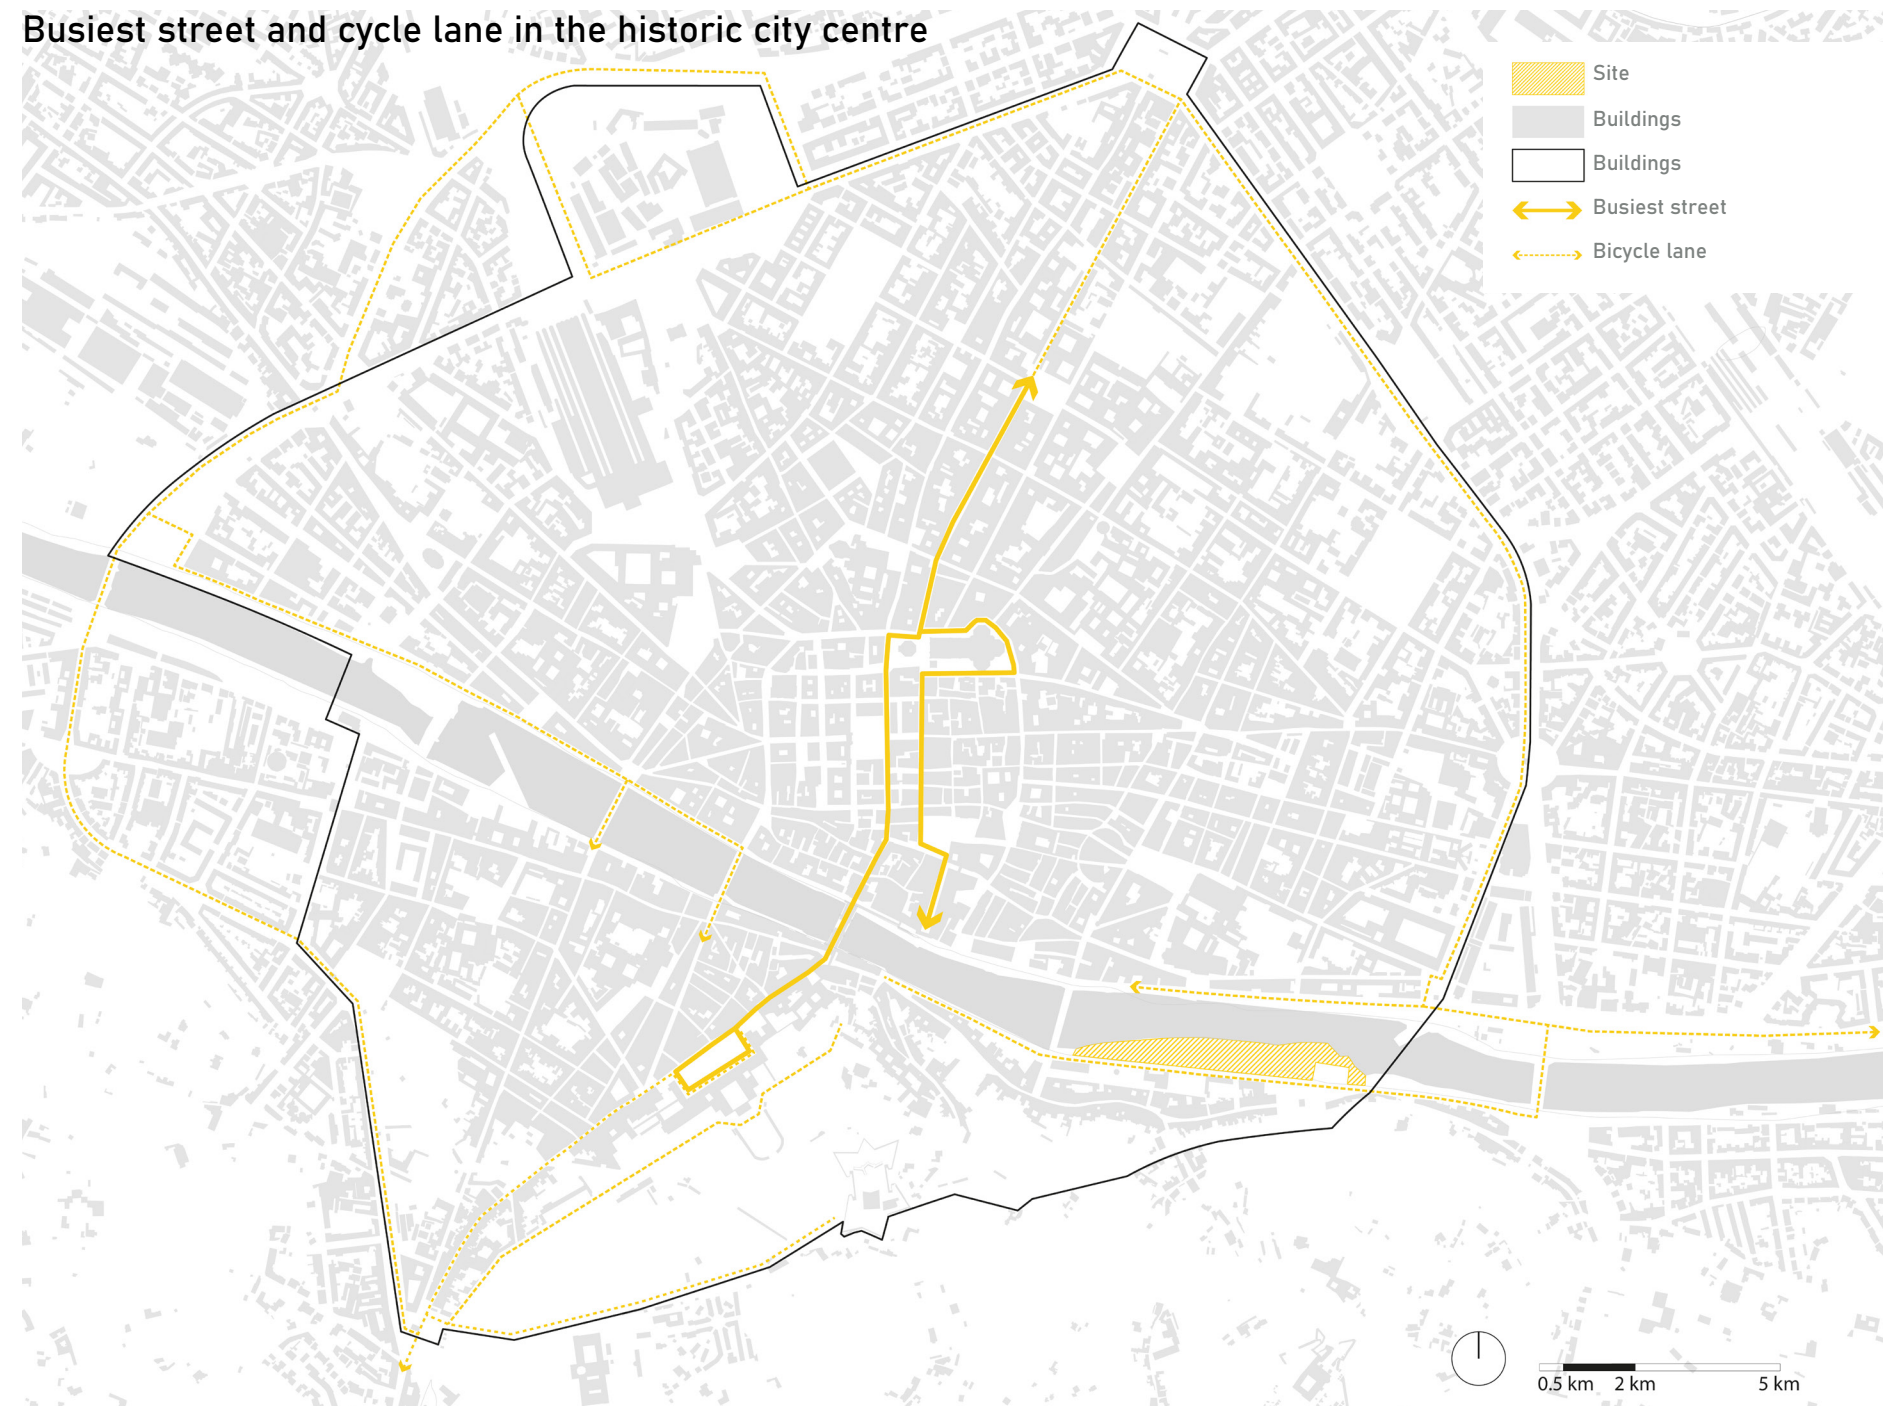 Busiest street and cycle lane in the historic city centre
Site
Buildings
Buildings
Busiest street
Bicycle lane
0.5 km 2 km 5 km